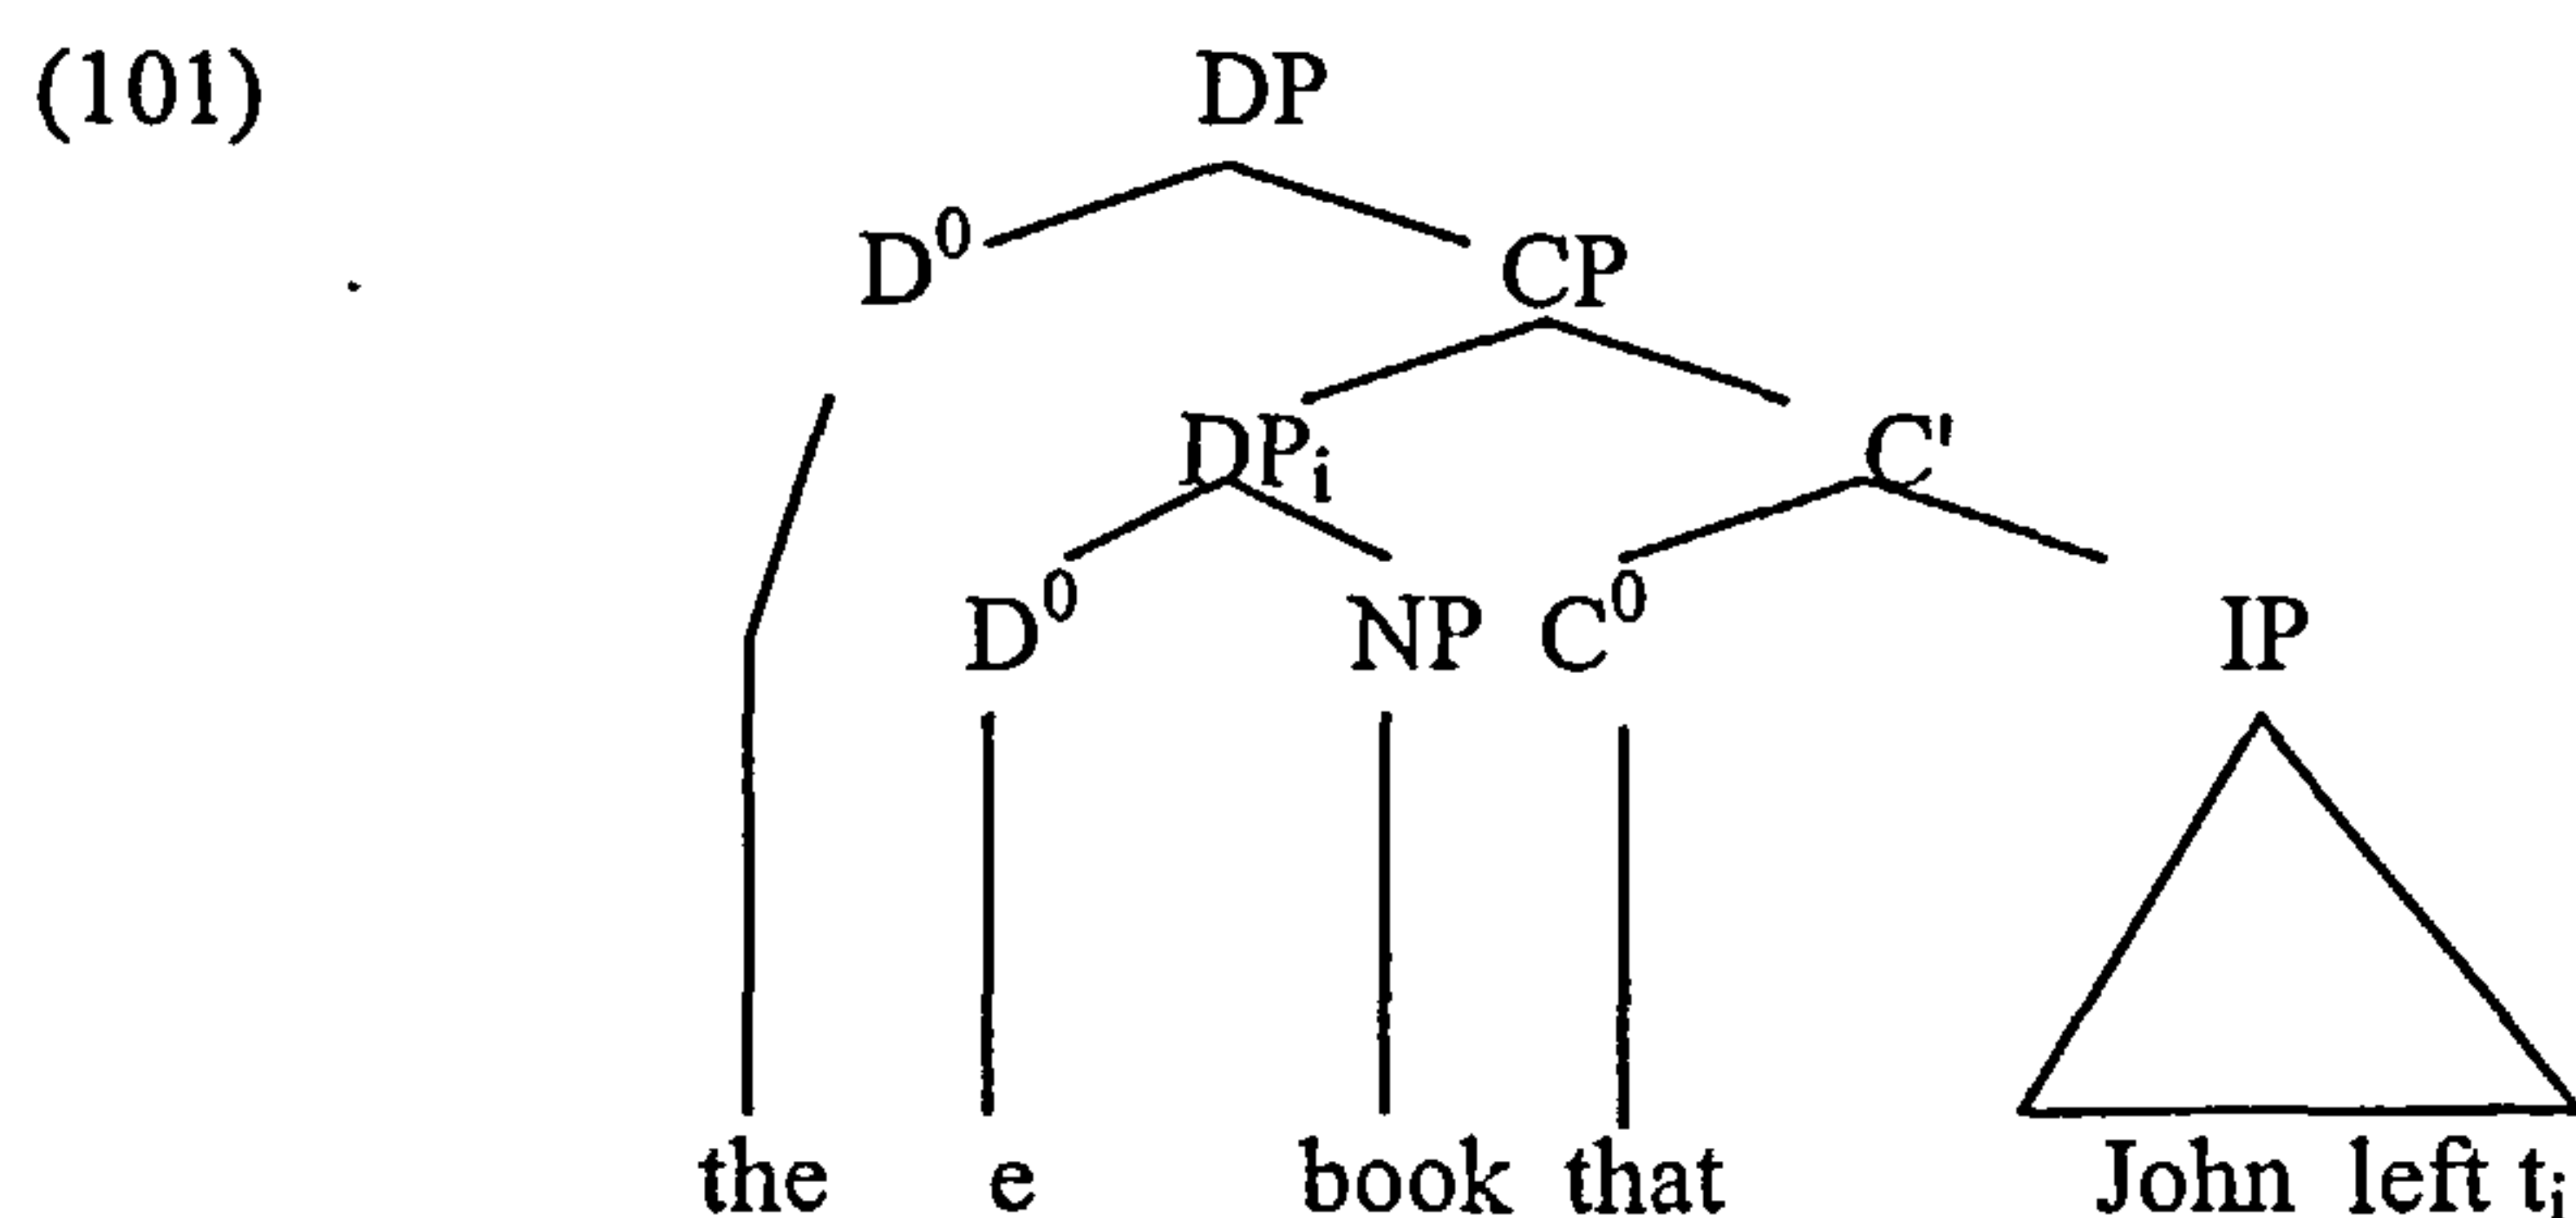 (101) DP
D⁰ CP
DPᵢ C'
D⁰ NP C⁰ IP
the e book that John left tᵢ